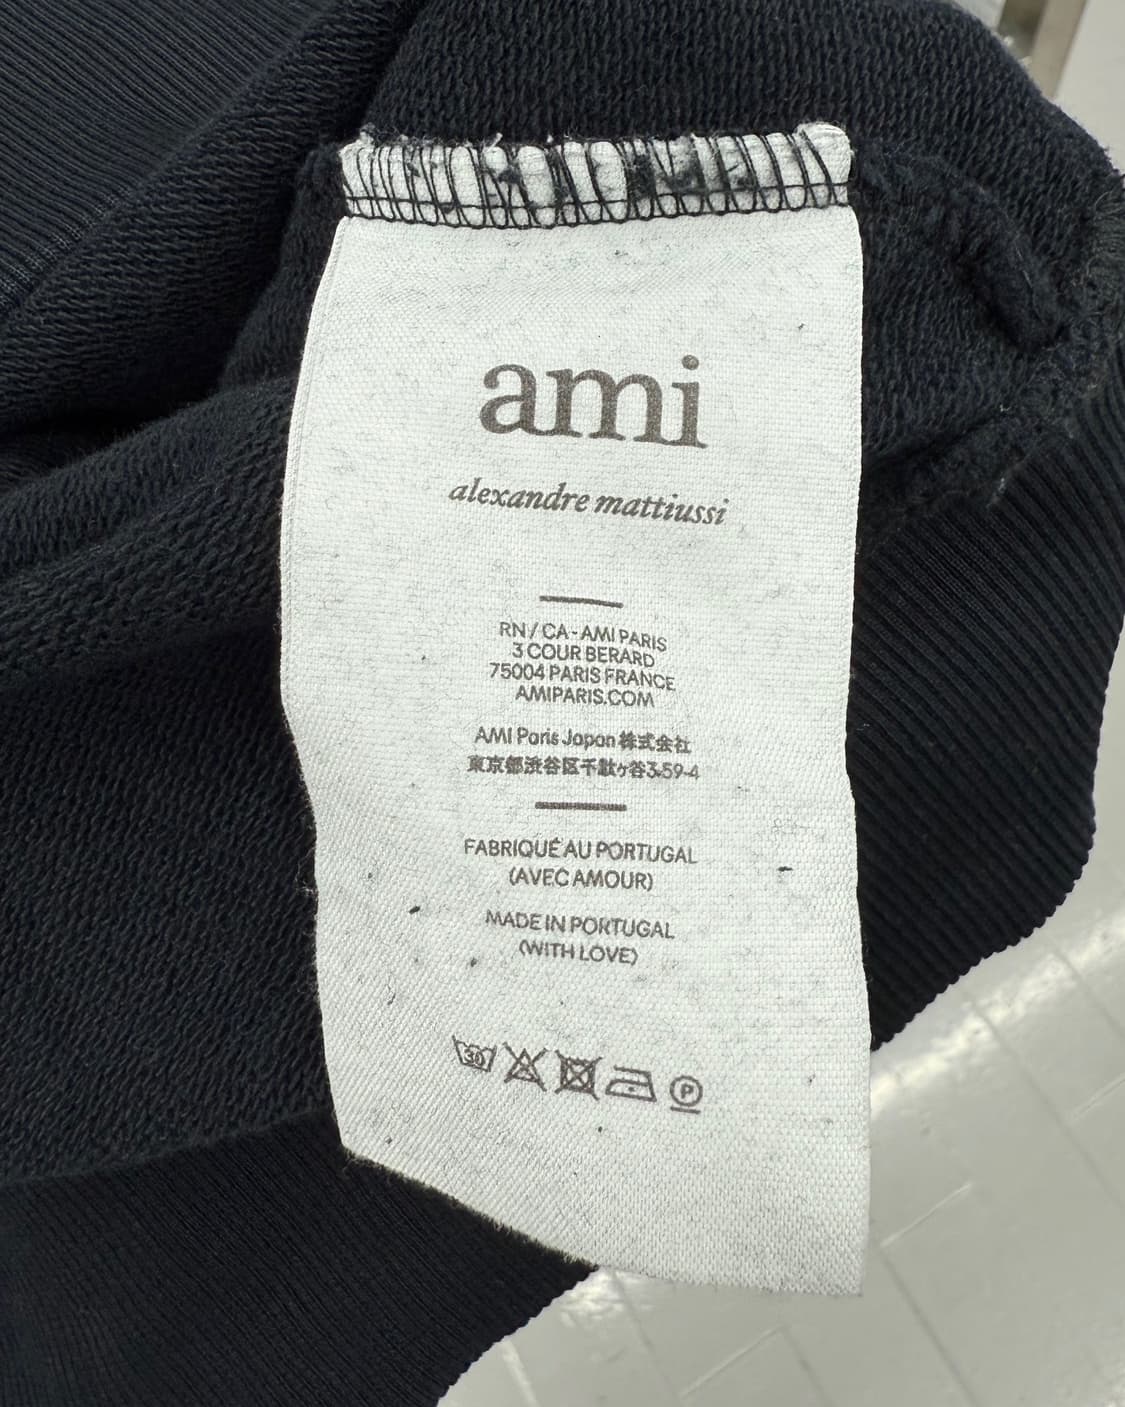 ami
alexandre mattiussi
RN/CA-AMI PARIS
3 COUR BERARD
75004 PARIS FRANCE
AMIPARIS.COM
AMI Paris Japan 株式会社
東京都渋谷区千駄ヶ谷3-59-4
FABRIQUÉ AU PORTUGAL
(AVEC AMOUR)
MADE IN PORTUGAL
(WITH LOVE)
30 P